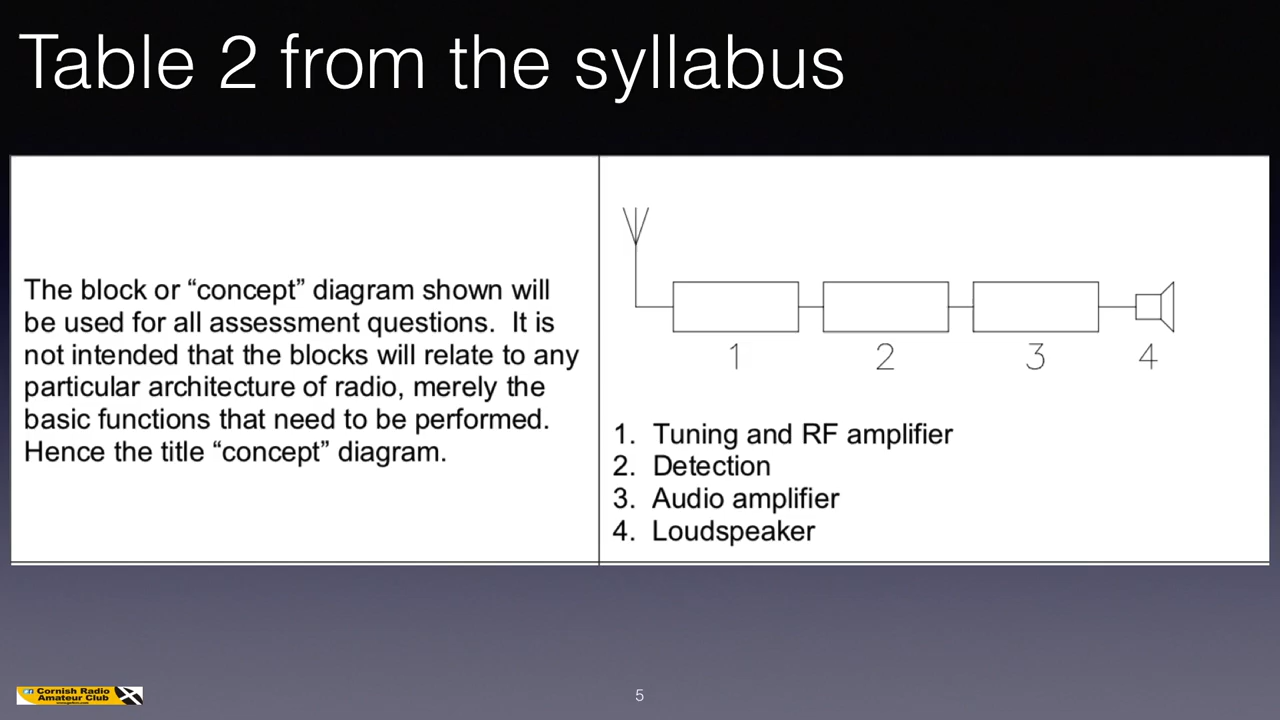 Table 2 from the syllabus
The block or “concept” diagram shown will
be used for all assessment questions.  It is
not intended that the blocks will relate to any
particular architecture of radio, merely the
basic functions that need to be performed.
Hence the title “concept” diagram.
1 2 3 4
1. Tuning and RF amplifier
2. Detection
3. Audio amplifier
4. Loudspeaker
Cornish Radio
Amateur Club
5